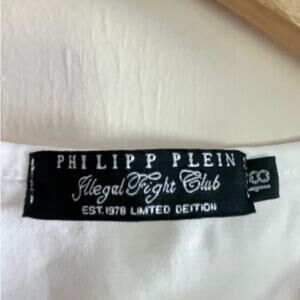 PHILIPP PLEIN
Illegal Fight Club
EST.1978 LIMITED DEITION